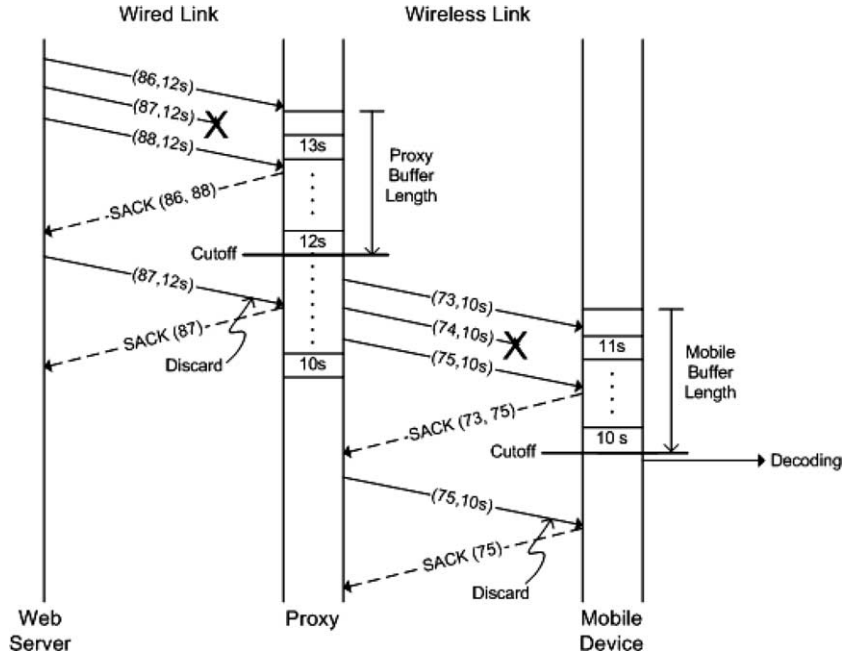 Wired Link
Wireless Link
(86,12s)
(87,12s)
X
(88,12s)
13s
Proxy
Buffer
Length
SACK (86, 88)
12s
Cutoff
(87,12s)
(73,10s)
(74,10s)
X
SACK (87)
Discard
(75,10s)
11s
Mobile
Buffer
Length
10s
SACK (73, 75)
10 s
Cutoff
Decoding
(75,10s)
SACK (75)
Discard
Web
Server
Proxy
Mobile
Device